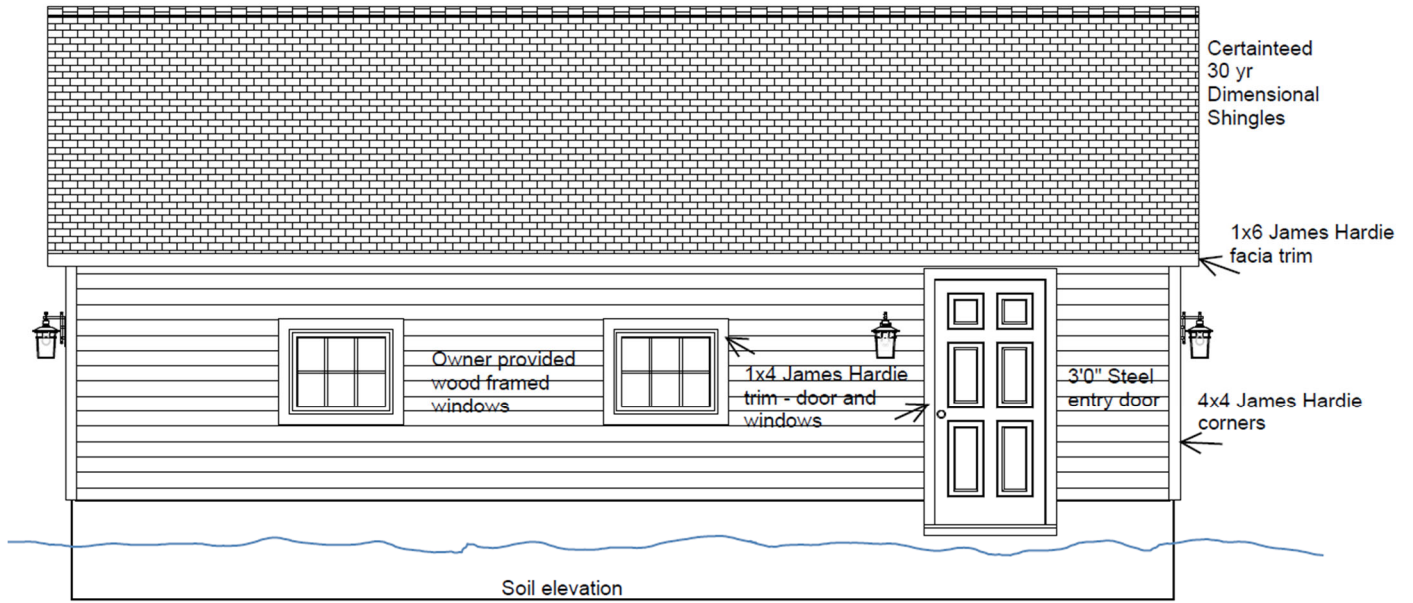 Certainteed
30 yr
Dimensional
Shingles
1x6 James Hardie
facia trim
Owner provided
wood framed
windows
1x4 James Hardie
trim - door and
windows
3'0" Steel
entry door
4x4 James Hardie
corners
Soil elevation